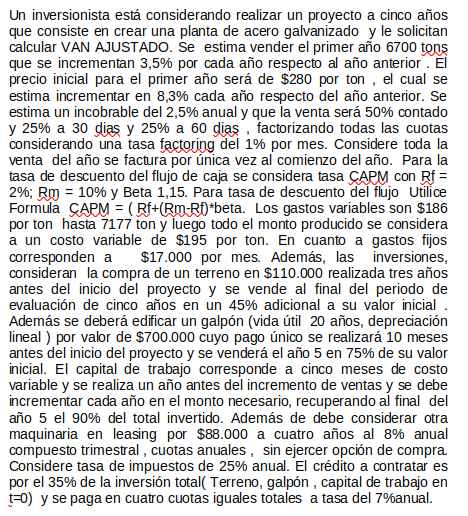 Un inversionista está considerando realizar un proyecto a cinco años
que consiste en crear una planta de acero galvanizado y le solicitan
calcular VAN AJUSTADO. Se estima vender el primer año 6700 tons
que se incrementan 3,5% por cada año respecto al año anterior . El
precio inicial para el primer año será de $280 por ton , el cual se
estima incrementar en 8,3% cada año respecto del año anterior. Se
estima un incobrable del 2,5% anual y que la venta será 50% contado
y 25% a 30 dias y 25% a 60 dias , factorizando todas las cuotas
considerando una tasa factoring del 1% por mes. Considere toda la
venta del año se factura por única vez al comienzo del año. Para la
tasa de descuento del flujo de caja se considera tasa CAPM con Rf =
2%; Rm = 10% y Beta 1,15. Para tasa de descuento del flujo Utilice
Formula CAPM = ( Rf+(Rm-Rf)*beta. Los gastos variables son $186
por ton hasta 7177 ton y luego todo el monto producido se considera
a un costo variable de $195 por ton. En cuanto a gastos fijos
corresponden a $17.000 por mes. Además, las inversiones,
consideran la compra de un terreno en $110.000 realizada tres años
antes del inicio del proyecto y se vende al final del periodo de
evaluación de cinco años en un 45% adicional a su valor inicial .
Además se deberá edificar un galpón (vida útil 20 años, depreciación
lineal ) por valor de $700.000 cuyo pago único se realizará 10 meses
antes del inicio del proyecto y se venderá el año 5 en 75% de su valor
inicial. El capital de trabajo corresponde a cinco meses de costo
variable y se realiza un año antes del incremento de ventas y se debe
incrementar cada año en el monto necesario, recuperando al final del
año 5 el 90% del total invertido. Además de debe considerar otra
maquinaria en leasing por $88.000 a cuatro años al 8% anual
compuesto trimestral , cuotas anuales , sin ejercer opción de compra.
Considere tasa de impuestos de 25% anual. El crédito a contratar es
por el 35% de la inversión total( Terreno, galpón , capital de trabajo en
t=0) y se paga en cuatro cuotas iguales totales a tasa del 7%anual.